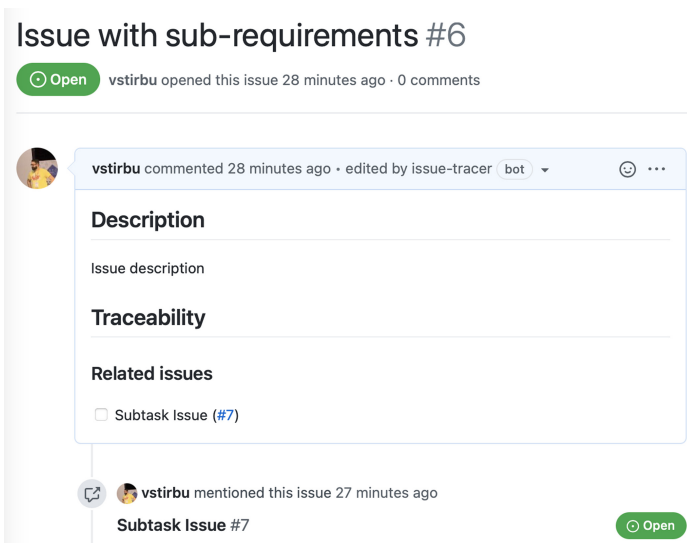 Issue with sub-requirements #6
Open vstirbu opened this issue 28 minutes ago · 0 comments
vstirbu commented 28 minutes ago • edited by issue-tracer bot
Description
Issue description
Traceability
Related issues
Subtask Issue (#7)
vstirbu mentioned this issue 27 minutes ago
Subtask Issue #7 Open